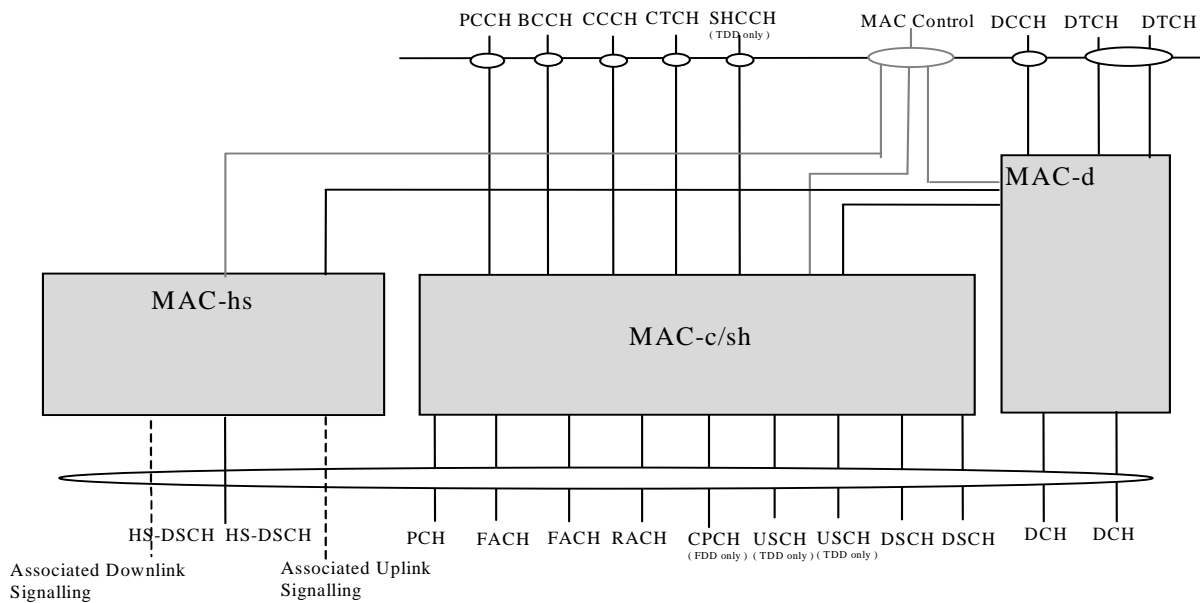 PCCH BCCH CCCH CTCH SHCCH MAC Control DCCH DTCH DTCH
( TDD only )
MAC-d
MAC-hs
MAC-c/sh
HS-DSCH HS-DSCH PCH FACH FACH RACH CPCH USCH USCH DSCH DSCH DCH DCH
( FDD only ) ( TDD only ) ( TDD only )
Associated Downlink
Signalling
Associated Uplink
Signalling